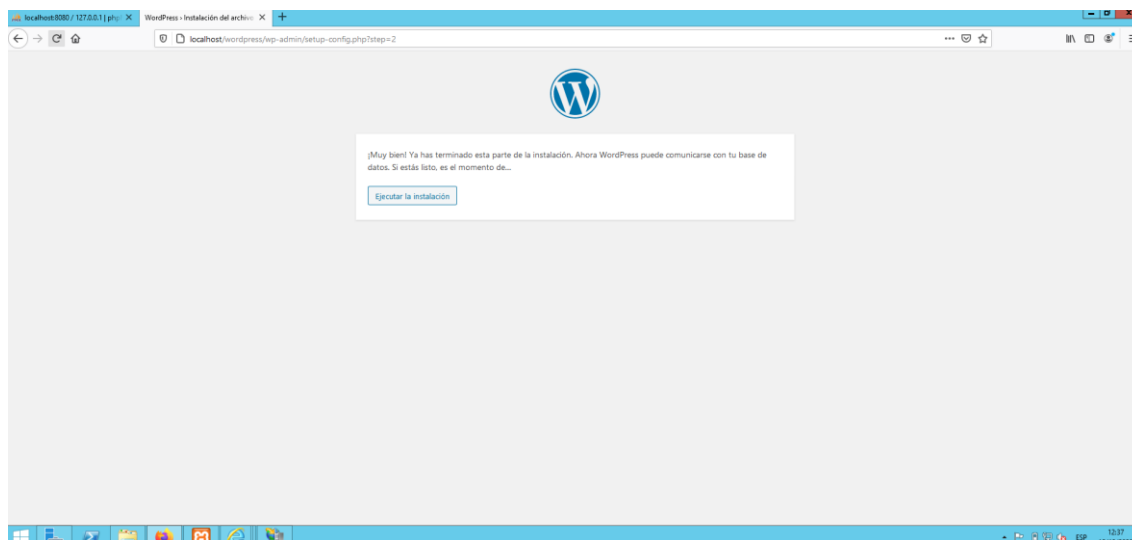 localhost:8080 / 127.0.0.1 | php
WordPress › Instalación del archivo
localhost/wordpress/wp-admin/setup-config.php?step=2
¡Muy bien! Ya has terminado esta parte de la instalación. Ahora WordPress puede comunicarse con tu base de
datos. Si estás listo, es el momento de...
Ejecutar la instalación
ESP
12:37